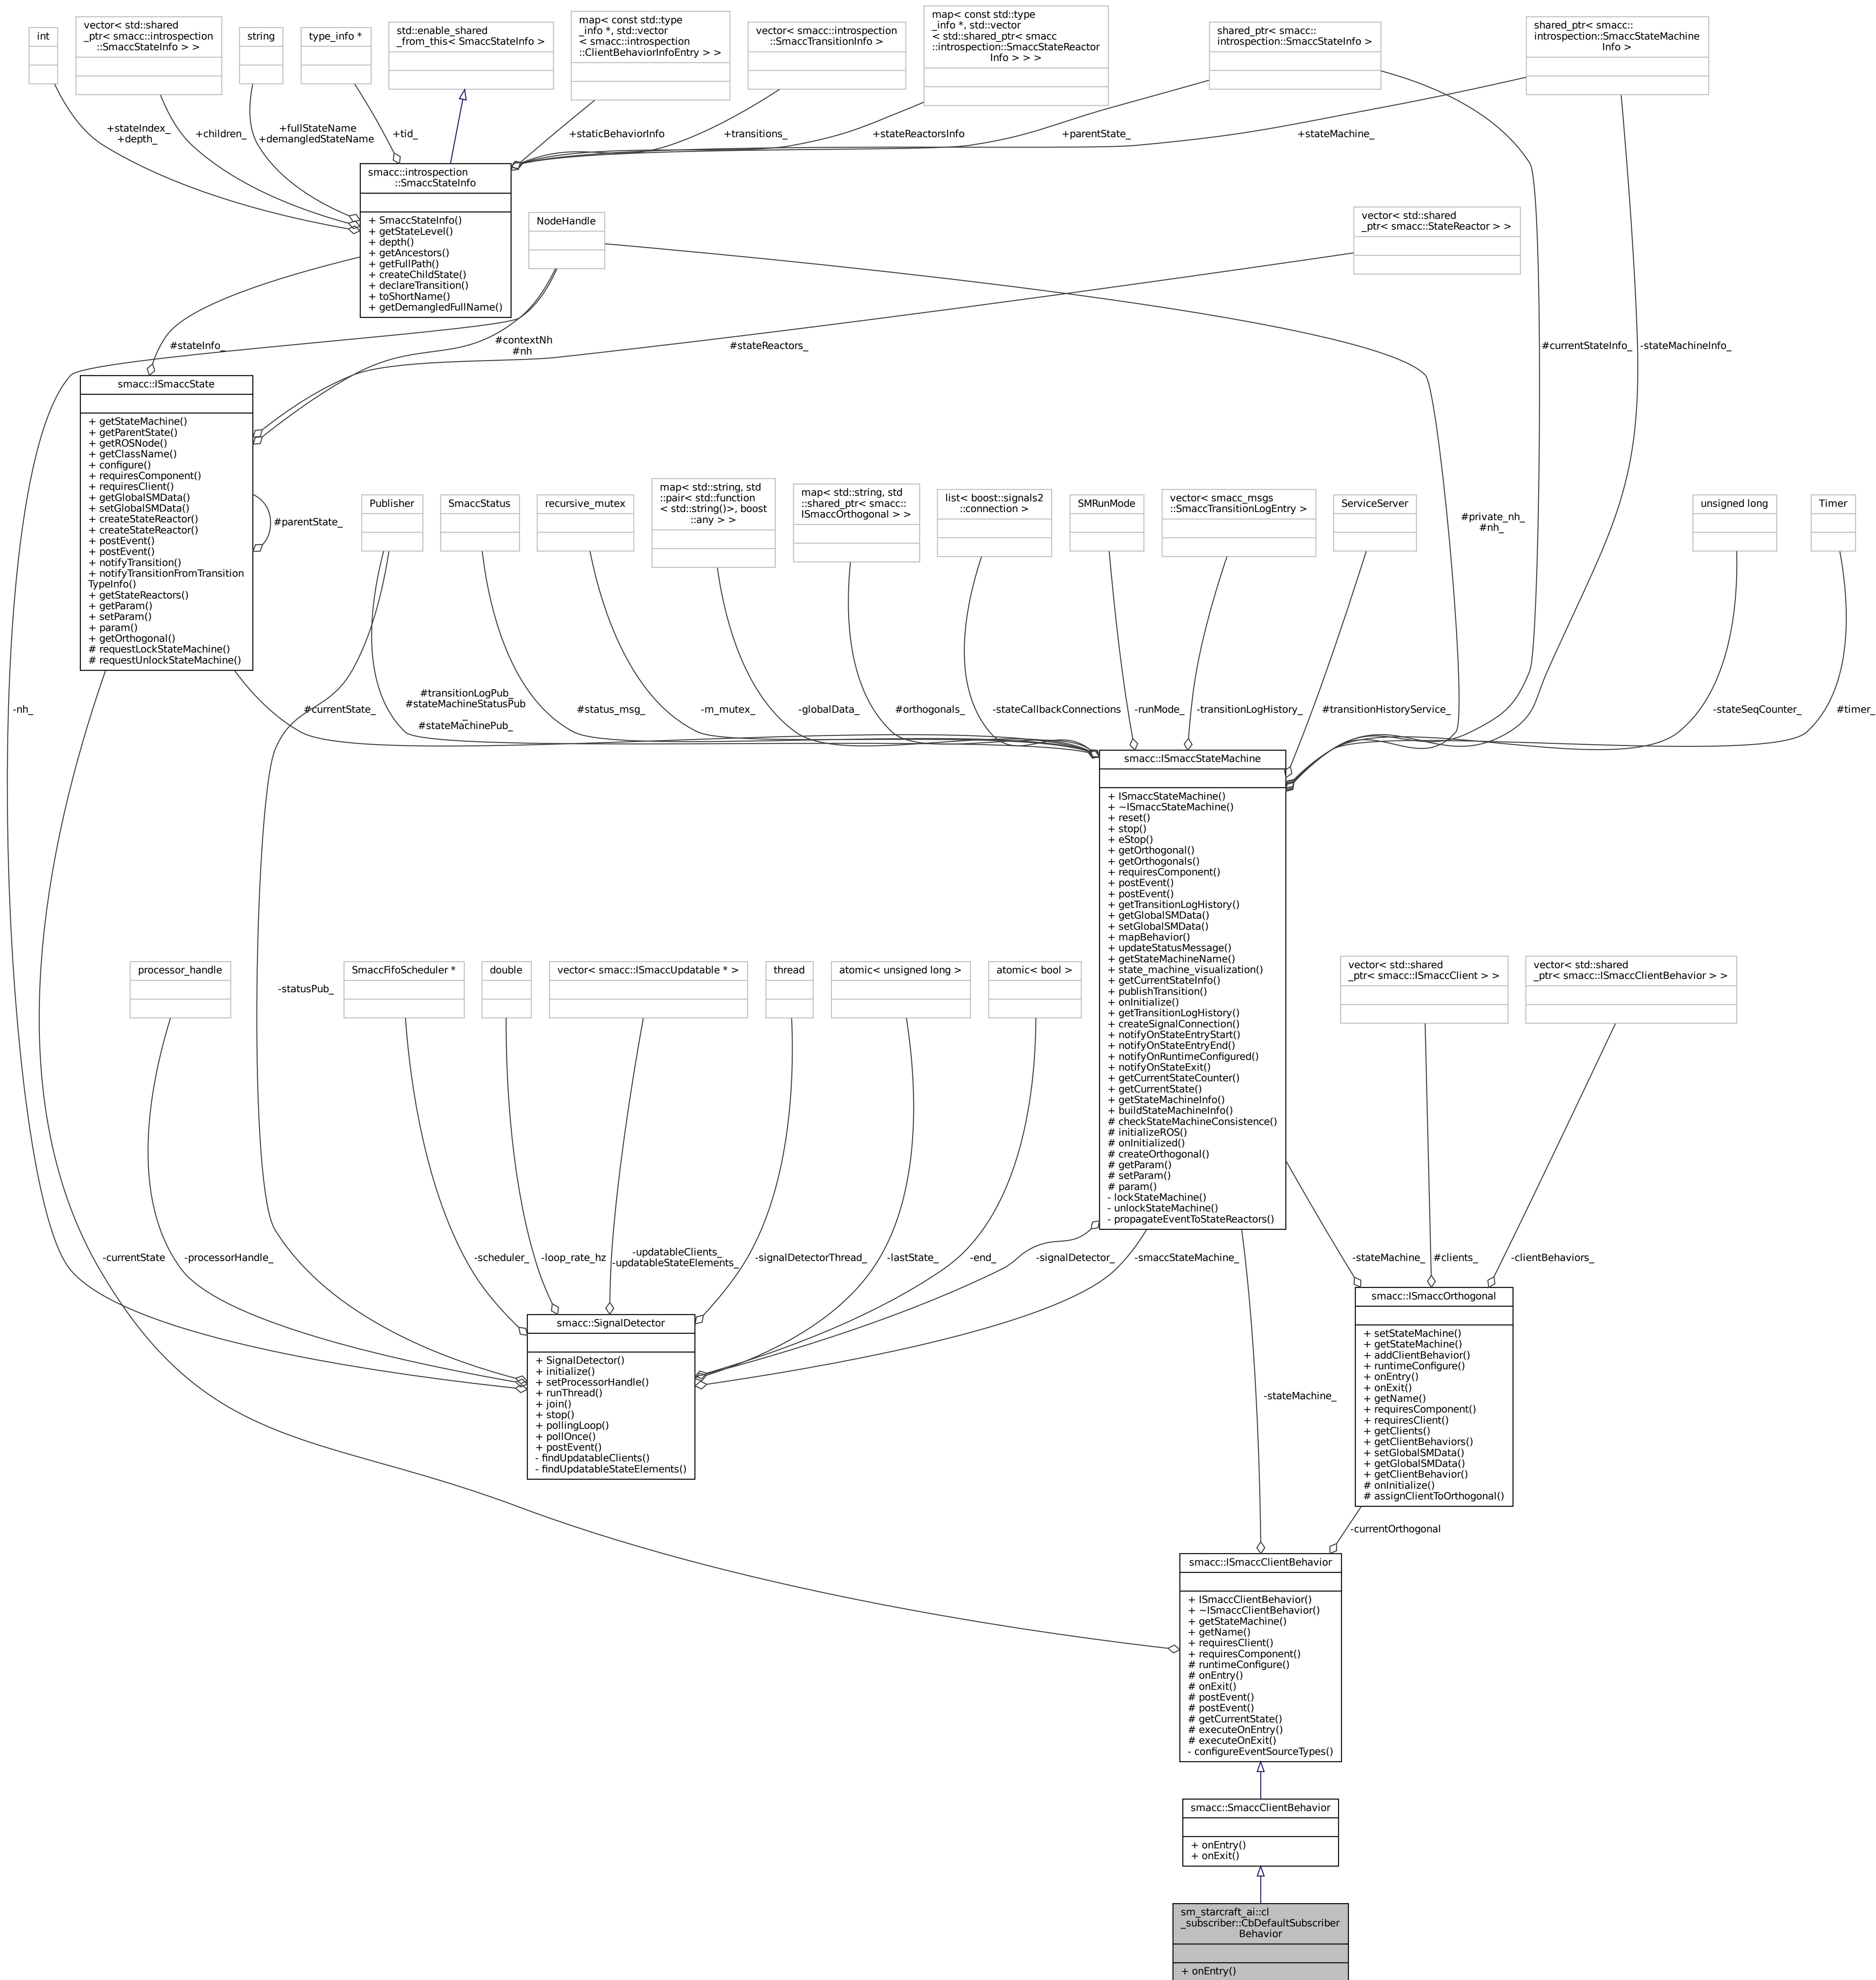 int
vector< std::shared
_ptr< smacc::introspection
::SmaccStateInfo > >
string
type_info *
std::enable_shared
_from_this< SmaccStateInfo >
map< const std::type
_info *, std::vector
< smacc::introspection
::ClientBehaviorInfoEntry > >
vector< smacc::introspection
::SmaccTransitionInfo >
map< const std::type
_info *, std::vector
< std::shared_ptr< smacc
::introspection::SmaccStateReactor
Info > > >
shared_ptr< smacc::
introspection::SmaccStateInfo >
shared_ptr< smacc::
introspection::SmaccStateMachine
Info >
+stateIndex_
+depth_
+children_
+fullStateName
+demangledStateName
+tid_
+staticBehaviorInfo
+transitions_
+stateReactorsInfo
+parentState_
+stateMachine_
smacc::introspection
::SmaccStateInfo
+ SmaccStateInfo()
+ getStateLevel()
+ depth()
+ getAncestors()
+ getFullPath()
+ createChildState()
+ declareTransition()
+ toShortName()
+ getDemangledFullName()
NodeHandle
vector< std::shared
_ptr< smacc::StateReactor > >
#stateInfo_
#contextNh
#nh
#stateReactors_
#currentStateInfo_
-stateMachineInfo_
smacc::ISmaccState
+ getStateMachine()
+ getParentState()
+ getROSNode()
+ getClassName()
+ configure()
+ requiresComponent()
+ requiresClient()
+ getGlobalSMData()
+ setGlobalSMData()
+ createStateReactor()
+ createStateReactor()
+ postEvent()
+ postEvent()
+ notifyTransition()
+ notifyTransitionFromTransition
TypeInfo()
+ getStateReactors()
+ getParam()
+ setParam()
+ param()
+ getOrthogonal()
# requestLockStateMachine()
# requestUnlockStateMachine()
#parentState_
Publisher
SmaccStatus
recursive_mutex
map< std::string, std
::pair< std::function
< std::string()>, boost
::any > >
map< std::string, std
::shared_ptr< smacc::
ISmaccOrthogonal > >
list< boost::signals2
::connection >
SMRunMode
vector< smacc_msgs
::SmaccTransitionLogEntry >
ServiceServer
#private_nh_
#nh_
unsigned long
Timer
-nh_
#currentState_
#transitionLogPub_
#stateMachineStatusPub
_
#stateMachinePub_
#status_msg_
-m_mutex_
-globalData_
#orthogonals_
-stateCallbackConnections
-runMode_
-transitionLogHistory_
#transitionHistoryService_
-stateSeqCounter_
#timer_
smacc::ISmaccStateMachine
+ ISmaccStateMachine()
+ ~ISmaccStateMachine()
+ reset()
+ stop()
+ eStop()
+ getOrthogonal()
+ getOrthogonals()
+ requiresComponent()
+ postEvent()
+ postEvent()
+ getTransitionLogHistory()
+ getGlobalSMData()
+ setGlobalSMData()
+ mapBehavior()
+ updateStatusMessage()
+ getStateMachineName()
+ state_machine_visualization()
+ getCurrentStateInfo()
+ publishTransition()
+ onInitialize()
+ getTransitionLogHistory()
+ createSignalConnection()
+ notifyOnStateEntryStart()
+ notifyOnStateEntryEnd()
+ notifyOnRuntimeConfigured()
+ notifyOnStateExit()
+ getCurrentStateCounter()
+ getCurrentState()
+ getStateMachineInfo()
+ buildStateMachineInfo()
# checkStateMachineConsistence()
# initializeROS()
# onInitialized()
# createOrthogonal()
# getParam()
# setParam()
# param()
- lockStateMachine()
- unlockStateMachine()
- propagateEventToStateReactors()
processor_handle
-statusPub_
SmaccFifoScheduler *
double
vector< smacc::ISmaccUpdatable * >
thread
atomic< unsigned long >
atomic< bool >
vector< std::shared
_ptr< smacc::ISmaccClient > >
vector< std::shared
_ptr< smacc::ISmaccClientBehavior > >
-currentState
-processorHandle_
-scheduler_
-loop_rate_hz
-updatableClients_
-updatableStateElements_
-signalDetectorThread_
-lastState_
-end_
-signalDetector_
-smaccStateMachine_
-stateMachine_
#clients_
-clientBehaviors_
smacc::SignalDetector
+ SignalDetector()
+ initialize()
+ setProcessorHandle()
+ runThread()
+ join()
+ stop()
+ pollingLoop()
+ pollOnce()
+ postEvent()
- findUpdatableClients()
- findUpdatableStateElements()
-stateMachine_
smacc::ISmaccOrthogonal
+ setStateMachine()
+ getStateMachine()
+ addClientBehavior()
+ runtimeConfigure()
+ onEntry()
+ onExit()
+ getName()
+ requiresComponent()
+ requiresClient()
+ getClients()
+ getClientBehaviors()
+ setGlobalSMData()
+ getGlobalSMData()
+ getClientBehavior()
# onInitialize()
# assignClientToOrthogonal()
-currentOrthogonal
smacc::ISmaccClientBehavior
+ ISmaccClientBehavior()
+ ~ISmaccClientBehavior()
+ getStateMachine()
+ getName()
+ requiresClient()
+ requiresComponent()
# runtimeConfigure()
# onEntry()
# onExit()
# postEvent()
# postEvent()
# getCurrentState()
# executeOnEntry()
# executeOnExit()
- configureEventSourceTypes()
smacc::SmaccClientBehavior
+ onEntry()
+ onExit()
sm_starcraft_ai::cl
_subscriber::CbDefaultSubscriber
Behavior
+ onEntry()